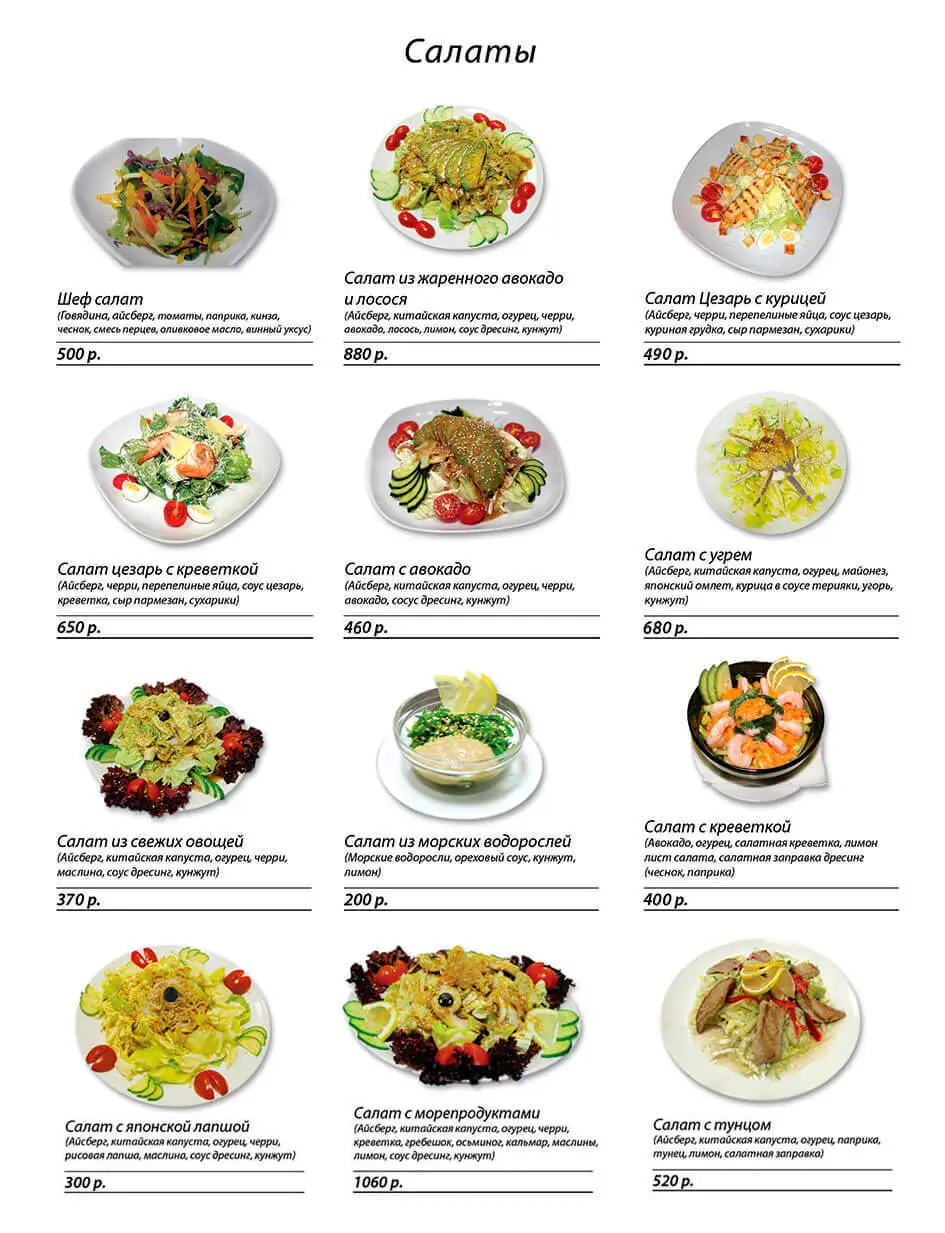 Салаты
Шеф салат
(Говядина, айсберг, томаты, паприка, кинза,
чеснок, смесь перцев, оливковое масло, винный уксус)
500 р.
Салат из жаренного авокадо
и лосося
(Айсберг, китайская капуста, огурец, черри,
авокадо, лосось, лимон, соус дресинг, кунжут)
880 р.
Салат Цезарь с курицей
(Айсберг, черри, перепелиные яйца, соус цезарь,
куриная грудка, сыр пармезан, сухарики)
490 р.
Салат цезарь с креветкой
(Айсберг, черри, перепелиные яйца, соус цезарь,
креветка, сыр пармезан, сухарики)
650 р.
Салат с авокадо
(Айсберг, китайская капуста, огурец, черри,
авокадо, сосус дресинг, кунжут)
460 р.
Салат с угрем
(Айсберг, китайская капуста, огурец, майонез,
японский омлет, курица в соусе терияки, угорь,
кунжут)
680 р.
Салат из свежих овощей
(Айсберг, китайская капуста, огурец, черри,
маслина, соус дресинг, кунжут)
370 р.
Салат из морских водорослей
(Морские водоросли, ореховый соус, кунжут,
лимон)
200 р.
Салат с креветкой
(Авокадо, огурец, салатная креветка, лимон
лист салата, салатная заправка дресинг
(чеснок, паприка)
400 р.
Салат с японской лапшой
(Айсберг, китайская капуста, огурец, черри,
рисовая лапша, маслина, соус дресинг, кунжут)
300 р.
Салат с морепродуктами
(Айсберг, китайская капуста, огурец, черри,
креветка, гребешок, осьминог, кальмар, маслины,
лимон, соус дресинг, кунжут)
1060 р.
Салат с тунцом
(Айсберг, китайская капуста, огурец, паприка,
тунец, лимон, салатная заправка)
520 р.